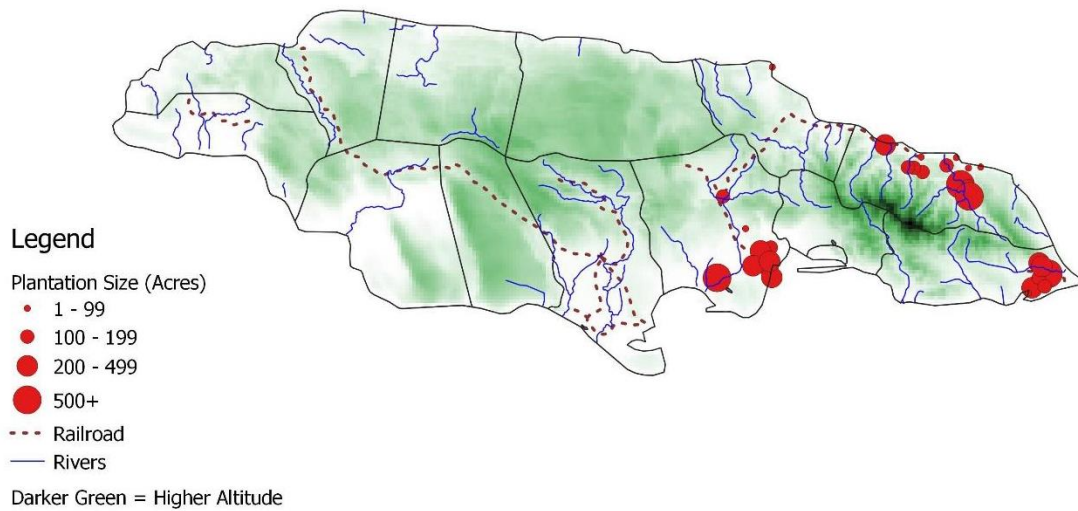 Legend
Plantation Size (Acres)
1 - 99
100 - 199
200 - 499
500+
Railroad
Rivers
Darker Green = Higher Altitude